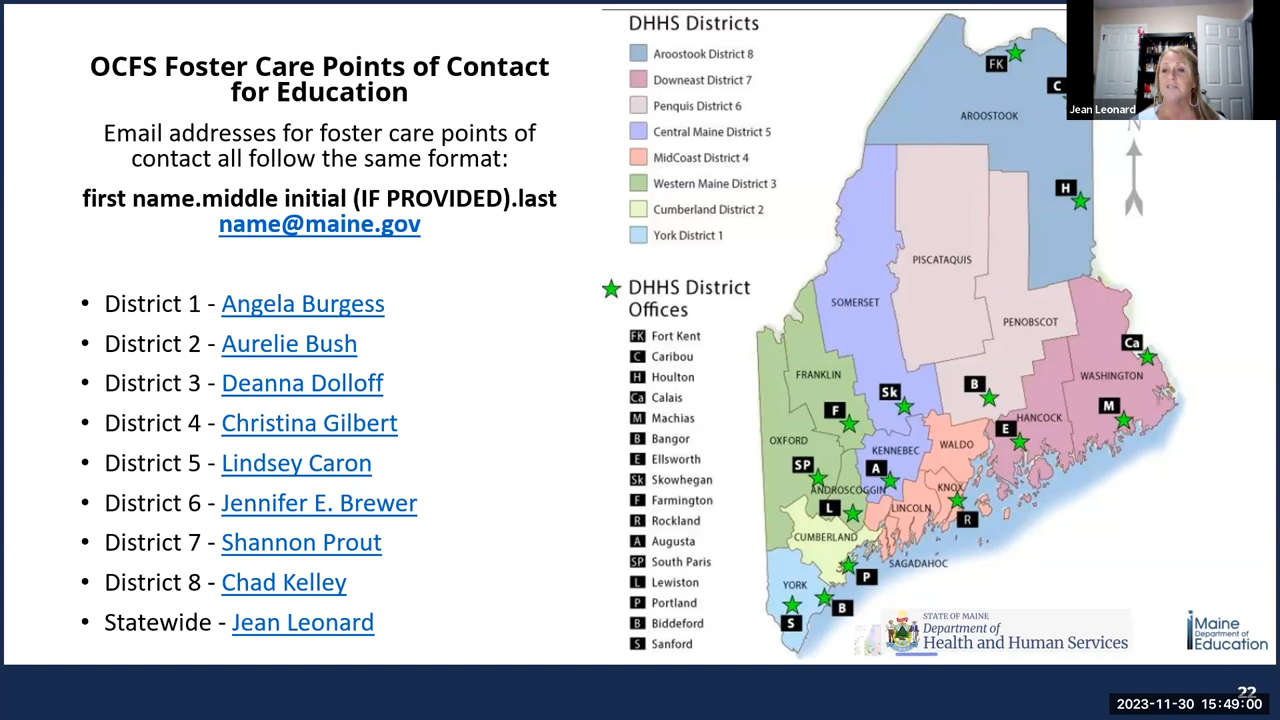 OCFS Foster Care Points of Contact
for Education
Email addresses for foster care points of
contact all follow the same format:
first name.middle initial (IF PROVIDED).last
name@maine.gov
• District 1 - Angela Burgess
• District 2 - Aurelie Bush
• District 3 - Deanna Dolloff
• District 4 - Christina Gilbert
• District 5 - Lindsey Caron
• District 6 - Jennifer E. Brewer
• District 7 - Shannon Prout
• District 8 - Chad Kelley
• Statewide - Jean Leonard
DHHS Districts
Aroostook District 8
Downeast District 7
Penquis District 6
Central Maine District 5
MidCoast District 4
Western Maine District 3
Cumberland District 2
York District 1
DHHS District
Offices
FK Fort Kent
C Caribou
H Houlton
Ca Calais
M Machias
B Bangor
E Ellsworth
Sk Skowhegan
F Farmington
R Rockland
A Augusta
SP South Paris
L Lewiston
P Portland
B Biddeford
S Sanford
FK
C
AROOSTOOK
N
H
PISCATAQUIS
SOMERSET
PENOBSCOT
Ca
FRANKLIN
WASHINGTON
B
Sk
M
F
HANCOCK
E
OXFORD
WALDO
KENNEBEC
SP
A
ANDROSCOGGIN
KNOX
L
LINCOLN
R
CUMBERLAND
SAGADAHOC
P
YORK
B
S
STATE OF MAINE
Department of
Health and Human Services
Maine
Department of
Education
Jean Leonard
22
2023-11-30 15:49:00